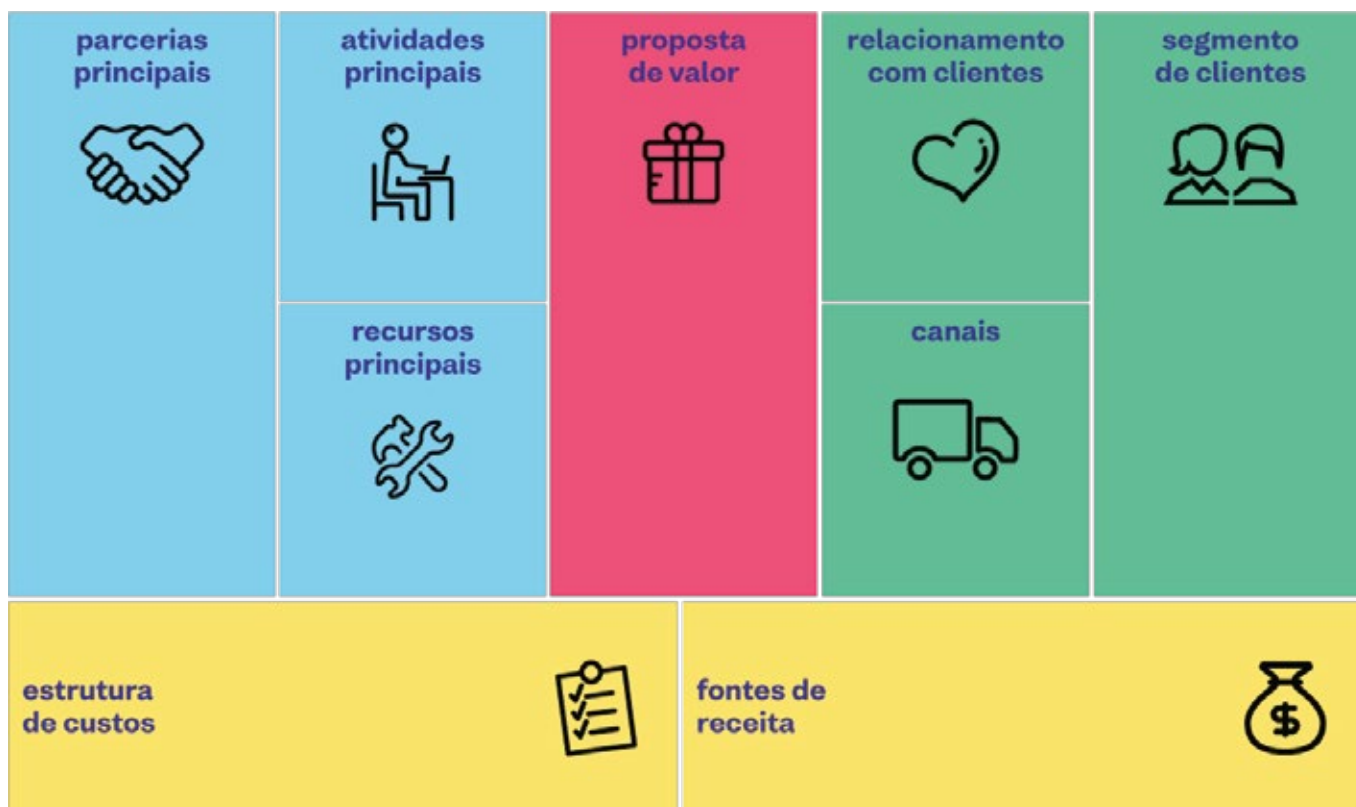 parcerias
principais
atividades
principais
proposta
de valor
relacionamento
com clientes
segmento
de clientes
recursos
principais
canais
estrutura
de custos
fontes de
receita
$